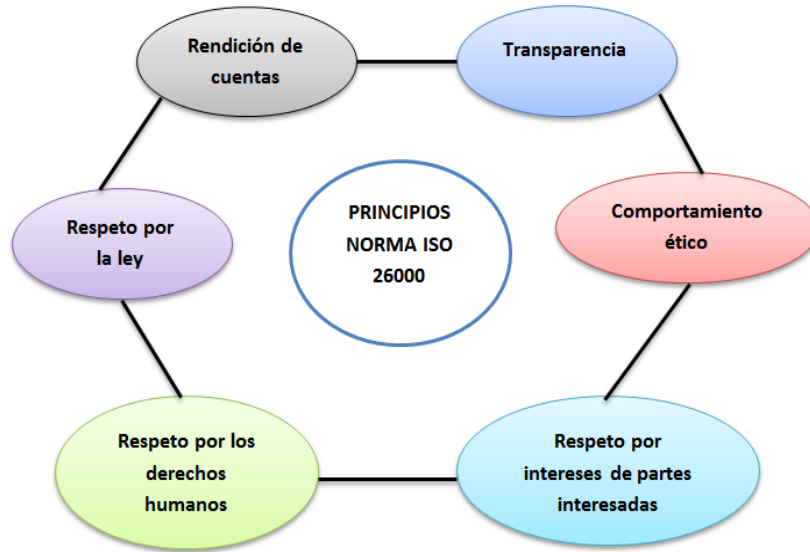 Rendición de
cuentas
Transparencia
Respeto por
la ley
PRINCIPIOS
NORMA ISO
26000
Comportamiento
ético
Respeto por los
derechos
humanos
Respeto por
intereses de partes
interesadas